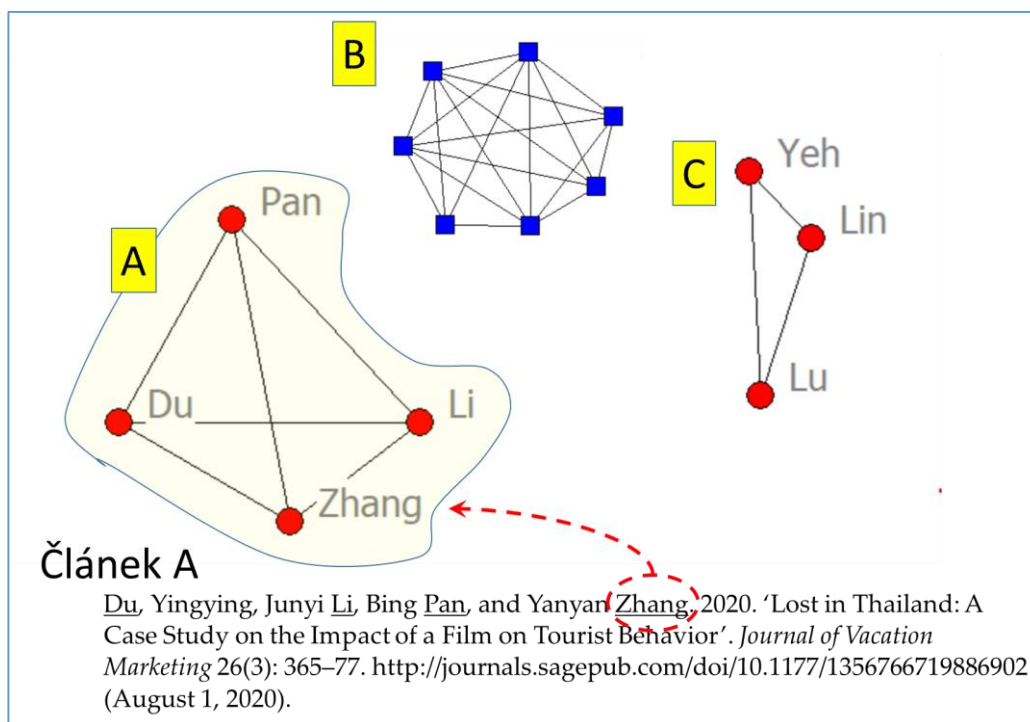 B
Yeh
C
Pan
Lin
A
Du
Li
Lu
Zhang
Článek A
Du, Yingying, Junyi Li, Bing Pan, and Yanyan Zhang. 2020. ‘Lost in Thailand: A
Case Study on the Impact of a Film on Tourist Behavior’. Journal of Vacation
Marketing 26(3): 365–77. http://journals.sagepub.com/doi/10.1177/1356766719886902
(August 1, 2020).